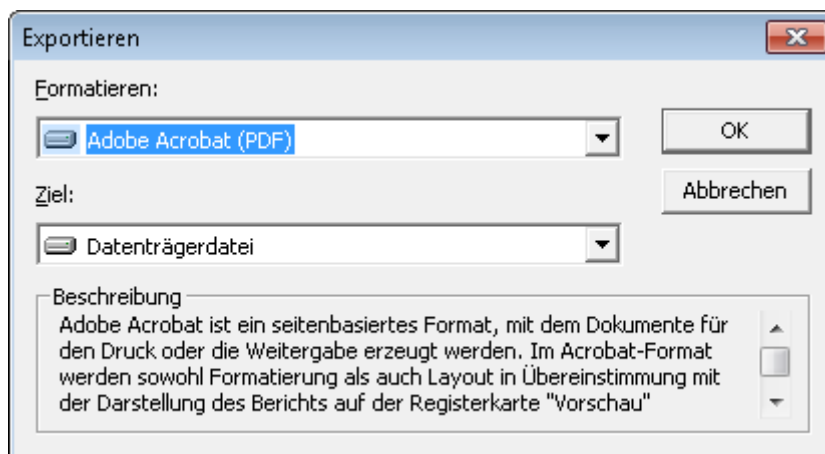 Exportieren
Formatieren:
Adobe Acrobat (PDF)
OK
Ziel:
Abbrechen
Datenträgerdatei
Beschreibung
Adobe Acrobat ist ein seitenbasiertes Format, mit dem Dokumente für
den Druck oder die Weitergabe erzeugt werden. Im Acrobat-Format
werden sowohl Formatierung als auch Layout in Übereinstimmung mit
der Darstellung des Berichts auf der Registerkarte "Vorschau"